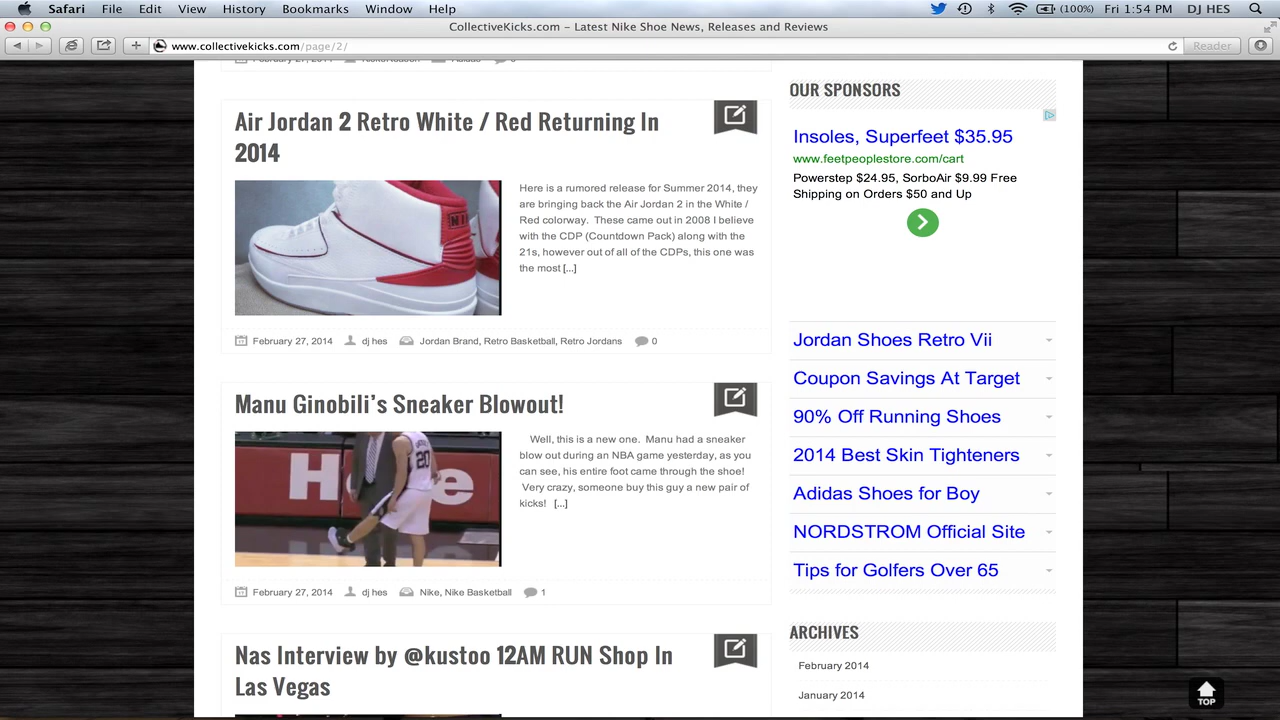 Safari File Edit View History Bookmarks Window Help (100%) Fri 1:54 PM DJ HES
CollectiveKicks.com – Latest Nike Shoe News, Releases and Reviews
www.collectivekicks.com/page/2/ Reader
February 27, 2014
Air Jordan 2 Retro White / Red Returning In
2014
Here is a rumored release for Summer 2014, they
are bringing back the Air Jordan 2 in the White /
Red colorway. These came out in 2008 I believe
with the CDP (Countdown Pack) along with the
21s, however out of all of the CDPs, this one was
the most [...]
February 27, 2014 dj hes Jordan Brand, Retro Basketball, Retro Jordans 0
Manu Ginobili's Sneaker Blowout!
H me
20
Well, this is a new one. Manu had a sneaker
blow out during an NBA game yesterday, as you
can see, his entire foot came through the shoe!
Very crazy, someone buy this guy a new pair of
kicks! [...]
February 27, 2014 dj hes Nike, Nike Basketball 1
Nas Interview by @kustoo 12AM RUN Shop In
Las Vegas
OUR SPONSORS
Insoles, Superfeet $35.95
www.feetpeoplestore.com/cart
Powerstep $24.95, SorboAir $9.99 Free
Shipping on Orders $50 and Up
Jordan Shoes Retro Vii
Coupon Savings At Target
90% Off Running Shoes
2014 Best Skin Tighteners
Adidas Shoes for Boy
NORDSTROM Official Site
Tips for Golfers Over 65
ARCHIVES
February 2014
January 2014
TOP